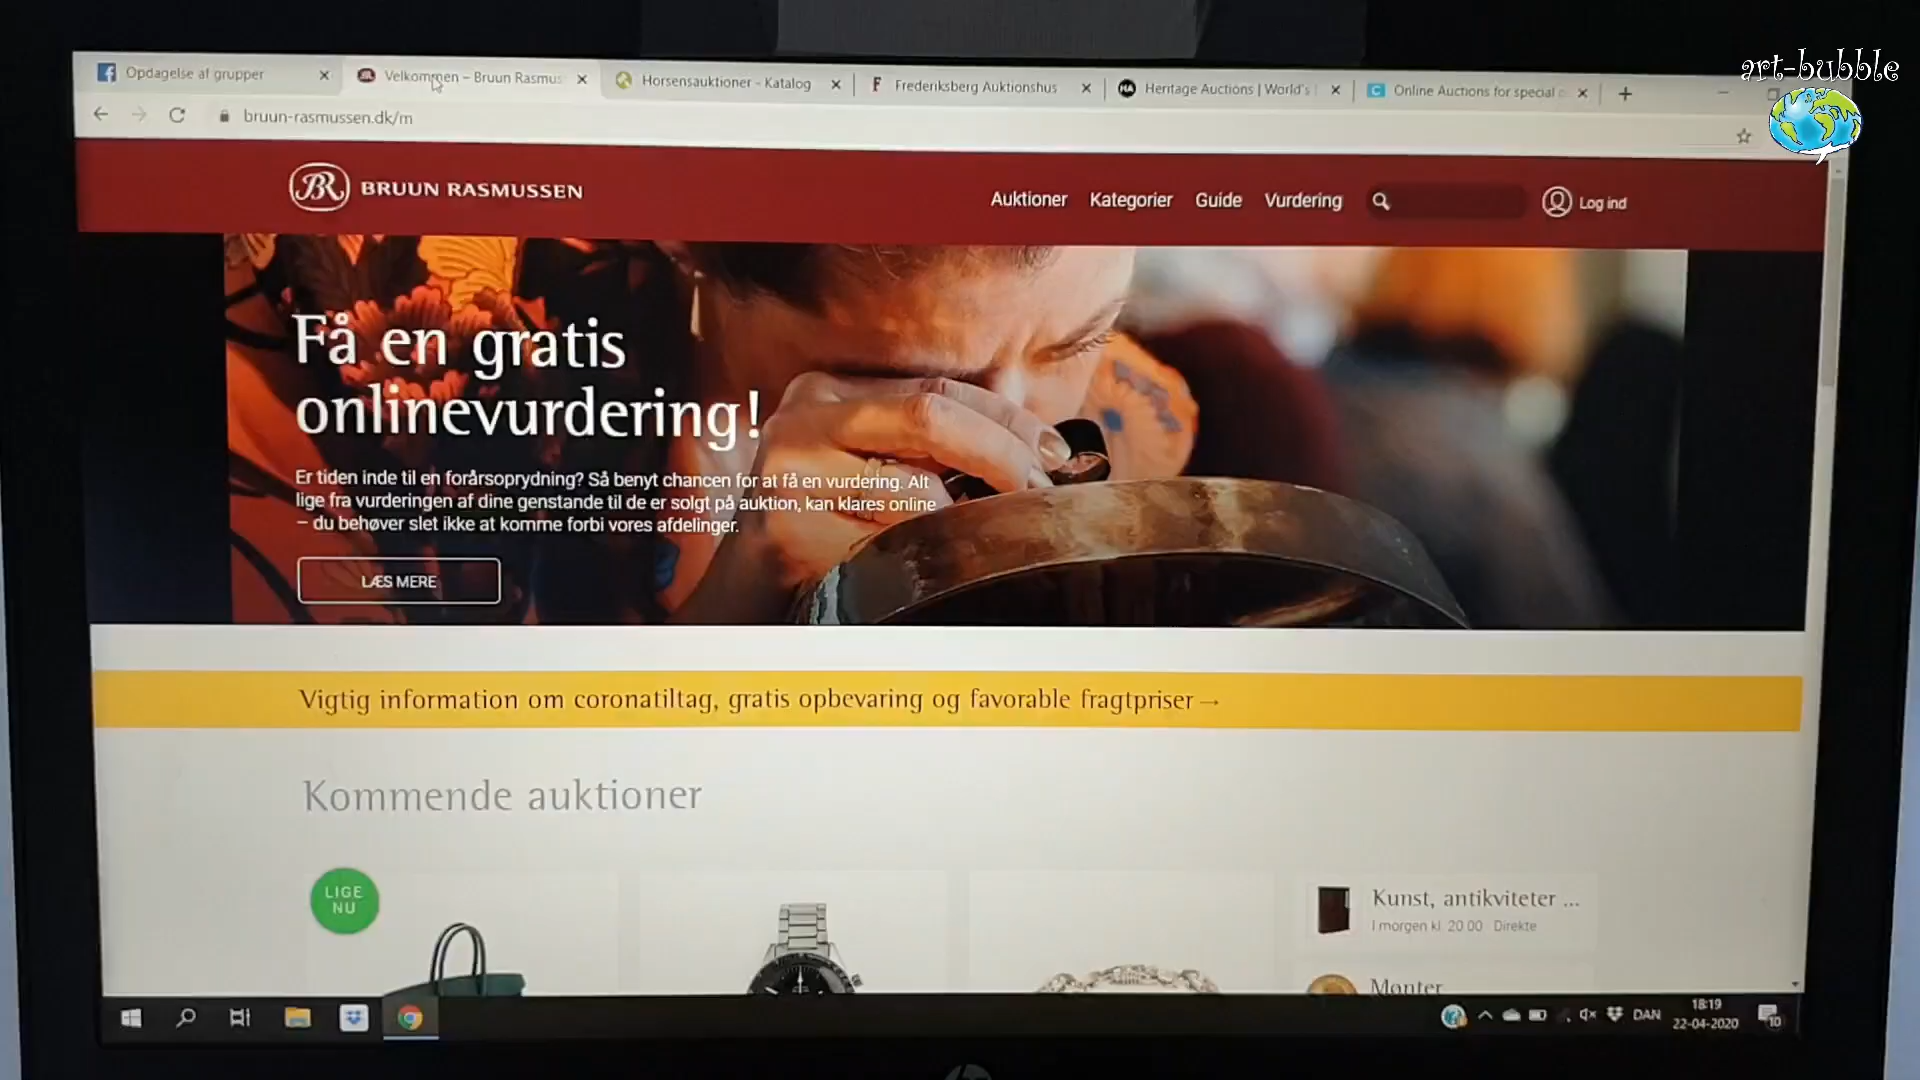 art-bubble
Opdagelse af grupper
Velkommen – Bruun Rasmus
Horsensauktioner - Katalog
Frederiksberg Auktionshus
Heritage Auctions | World's
Online Auctions for special
bruun-rasmussen.dk/m
BR BRUUN RASMUSSEN
Auktioner Kategorier Guide Vurdering Log ind
Få en gratis
onlinevurdering!
Er tiden inde til en forårsoprydning? Så benyt chancen for at få en vurdering. Alt
lige fra vurderingen af dine genstande til de er solgt på auktion, kan klares online
– du behøver slet ikke at komme forbi vores afdelinger.
LÆS MERE
Vigtig information om coronatiltag, gratis opbevaring og favorable fragtpriser→
Kommende auktioner
LIGE
NU
Kunst, antikviteter ...
I morgen kl. 20 00 Direkte
Mønter
DAN
18:19
22-04-2020
10